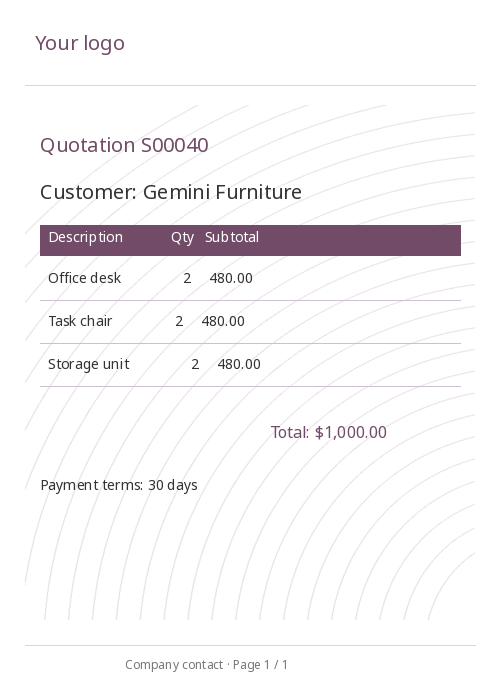 Your logo
Quotation S00040
Customer: Gemini Furniture
Description Qty Subtotal
Office desk 2 480.00
Task chair 2 480.00
Storage unit 2 480.00
Total: $1,000.00
Payment terms: 30 days
Company contact · Page 1 / 1